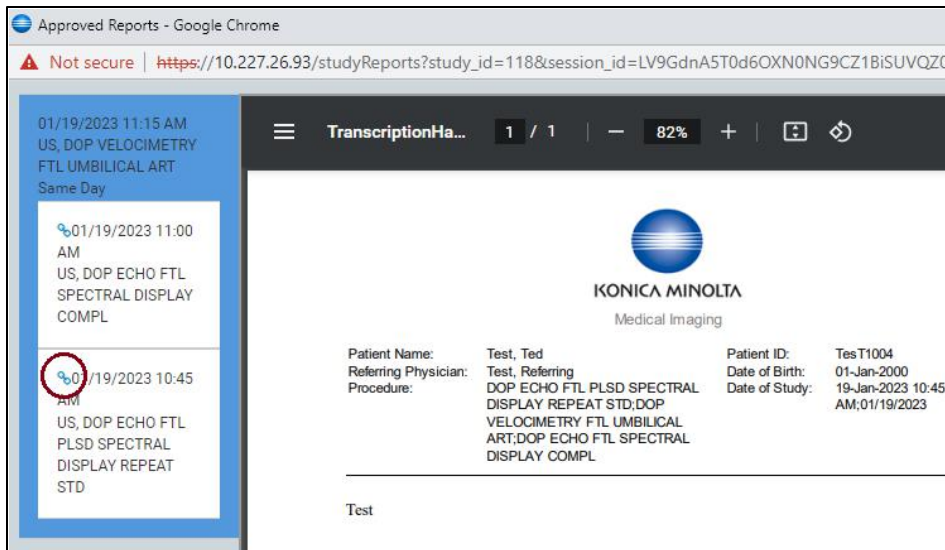 Approved Reports - Google Chrome
Not secure | https://10.227.26.93/studyReports?study_id=118&session_id=LV9GdnA5T0d6OXN0NG9CZ1BiSUVQZ0
01/19/2023 11:15 AM
US, DOP VELOCIMETRY
FTL UMBILICAL ART
Same Day
01/19/2023 11:00
AM
US, DOP ECHO FTL
SPECTRAL DISPLAY
COMPL
01/19/2023 10:45
AM
US, DOP ECHO FTL
PLSD SPECTRAL
DISPLAY REPEAT
STD
TranscriptionHa... 1 / 1 | − 82% + |
KONICA MINOLTA
Medical Imaging
Patient Name: Test, Ted Patient ID: TesT1004
Referring Physician: Test, Referring Date of Birth: 01-Jan-2000
Procedure: DOP ECHO FTL PLSD SPECTRAL Date of Study: 19-Jan-2023 10:45
DISPLAY REPEAT STD;DOP AM;01/19/2023
VELOCIMETRY FTL UMBILICAL
ART;DOP ECHO FTL SPECTRAL
DISPLAY COMPL
Test